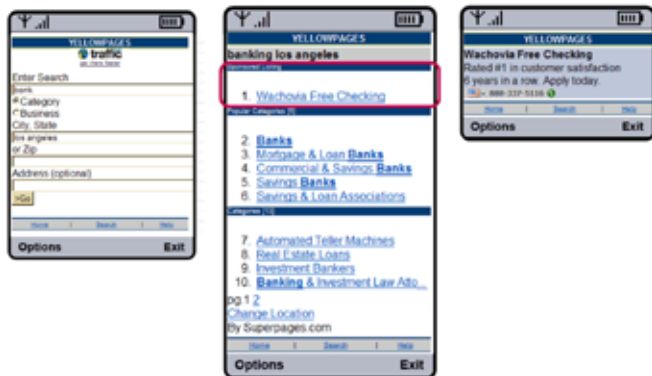 YELLOWPAGES
traffic
Enter Search
bank
Category
Business
City, State
los angeles
or Zip
Address (optional)
>Go
Home | Search | Help
Options Exit
YELLOWPAGES
banking los angeles
Sponsored Listing
1. Wachovia Free Checking
Popular Categories [5]
2. Banks
3. Mortgage & Loan Banks
4. Commercial & Savings Banks
5. Savings Banks
6. Savings & Loan Associations
Categories [10]
7. Automated Teller Machines
8. Real Estate Loans
9. Investment Bankers
10. Banking & Investment Law Atto...
pg.1 2
Change Location
By Superpages.com
Home | Search | Help
Options Exit
YELLOWPAGES
Wachovia Free Checking
Rated #1 in customer satisfaction
6 years in a row. Apply today.
888-337-5116
Home | Search | Help
Options Exit